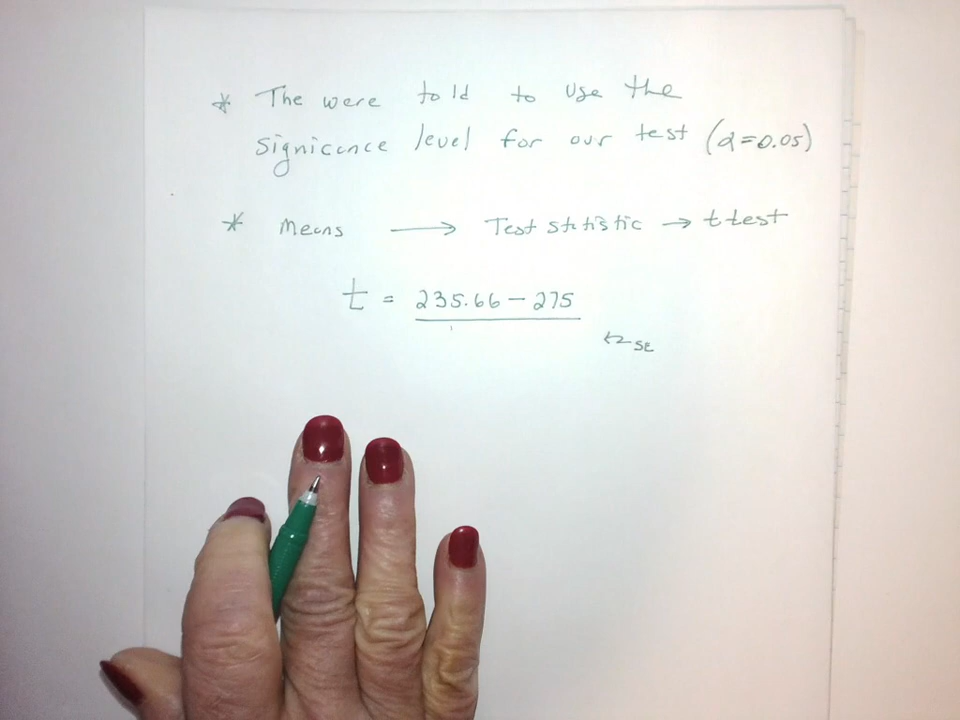 * The were told to use the
signicence level for our test (α=0.05)
* Means → Test statistic → t test
t = 235.66 − 275
← SE